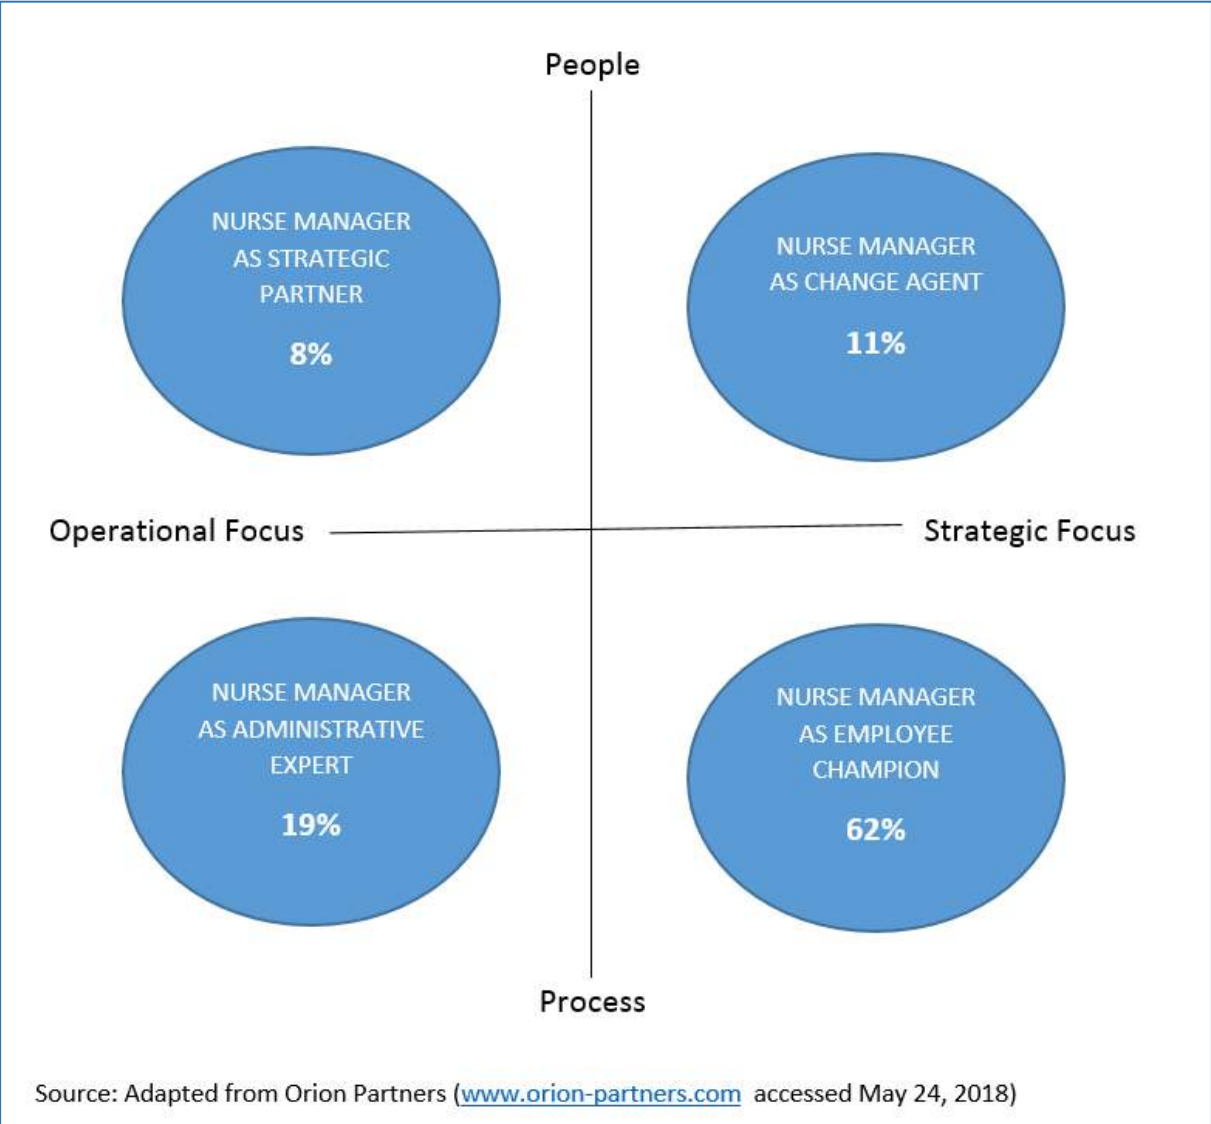 People
NURSE MANAGER
AS STRATEGIC
PARTNER
8%
NURSE MANAGER
AS CHANGE AGENT
11%
Operational Focus
Strategic Focus
NURSE MANAGER
AS ADMINISTRATIVE
EXPERT
19%
NURSE MANAGER
AS EMPLOYEE
CHAMPION
62%
Process
Source: Adapted from Orion Partners (www.orion-partners.com accessed May 24, 2018)